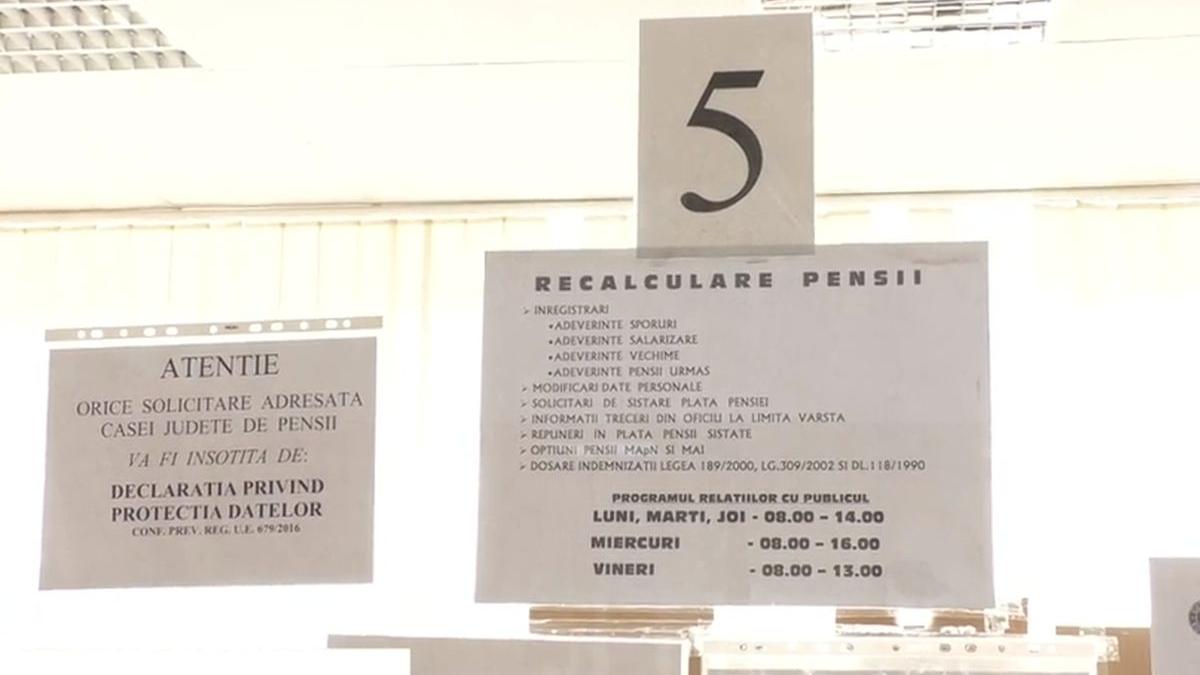 5
RECALCULARE PENSII
➢ INREGISTRARI
•ADEVERINTE SPORURI
•ADEVERINTE SALARIZARE
•ADEVERINTE VECHIME
•ADEVERINTE PENSII URMAS
➢ MODIFICARI DATE PERSONALE
➢ SOLICITARI DE SISTARE PLATA PENSIEI
➢ INFORMATII TRECERI DIN OFICIU LA LIMITA VARSTA
➢ REPUNERI IN PLATA PENSII SISTATE
➢ OPTIUNI PENSII MApN SI MAI
➢ DOSARE INDEMNIZATII LEGEA 189/2000, LG.309/2002 SI DL.118/1990
PROGRAMUL RELATIILOR CU PUBLICUL
LUNI, MARTI, JOI - 08.00 – 14.00
MIERCURI - 08.00 – 16.00
VINERI - 08.00 – 13.00
ATENTIE
ORICE SOLICITARE ADRESATA
CASEI JUDETE DE PENSII
VA FI INSOTITA DE:
DECLARATIA PRIVIND
PROTECTIA DATELOR
CONF. PREV. REG. U.E. 679/2016